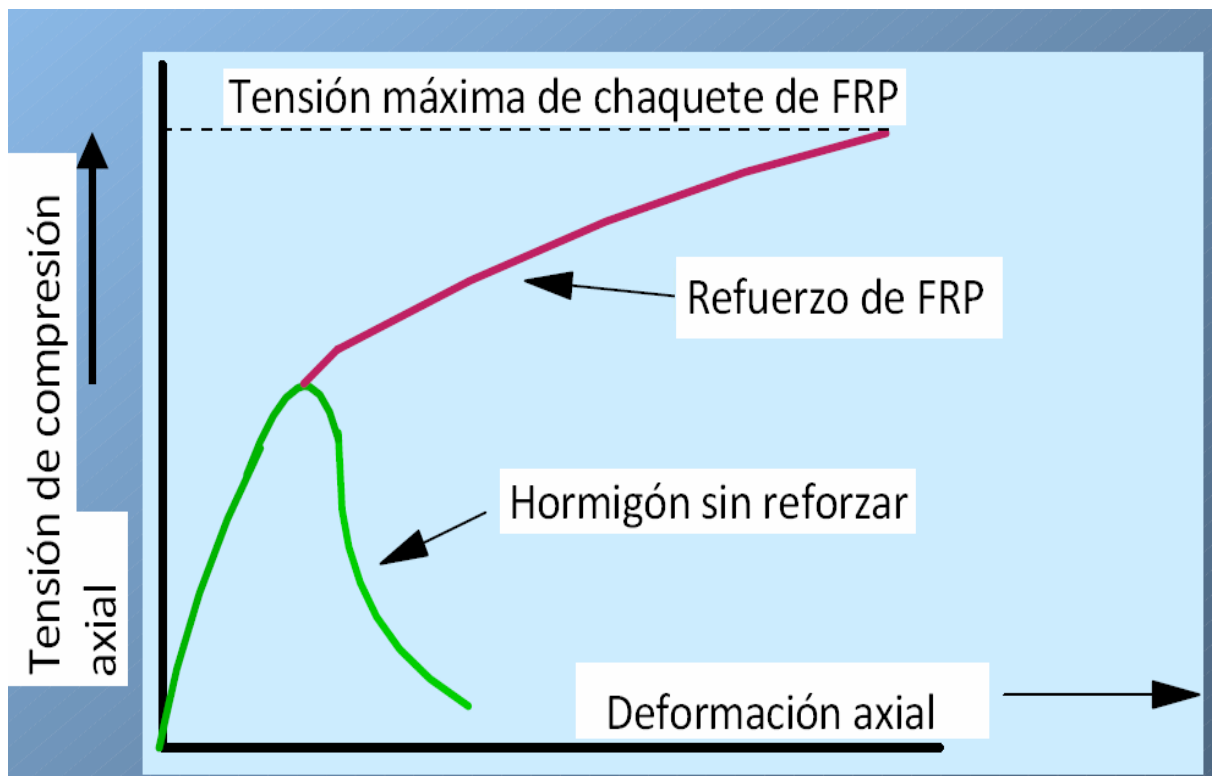 Tensión máxima de chaquete de FRP
Tensión de compresión
axial
Refuerzo de FRP
Hormigón sin reforzar
Deformación axial